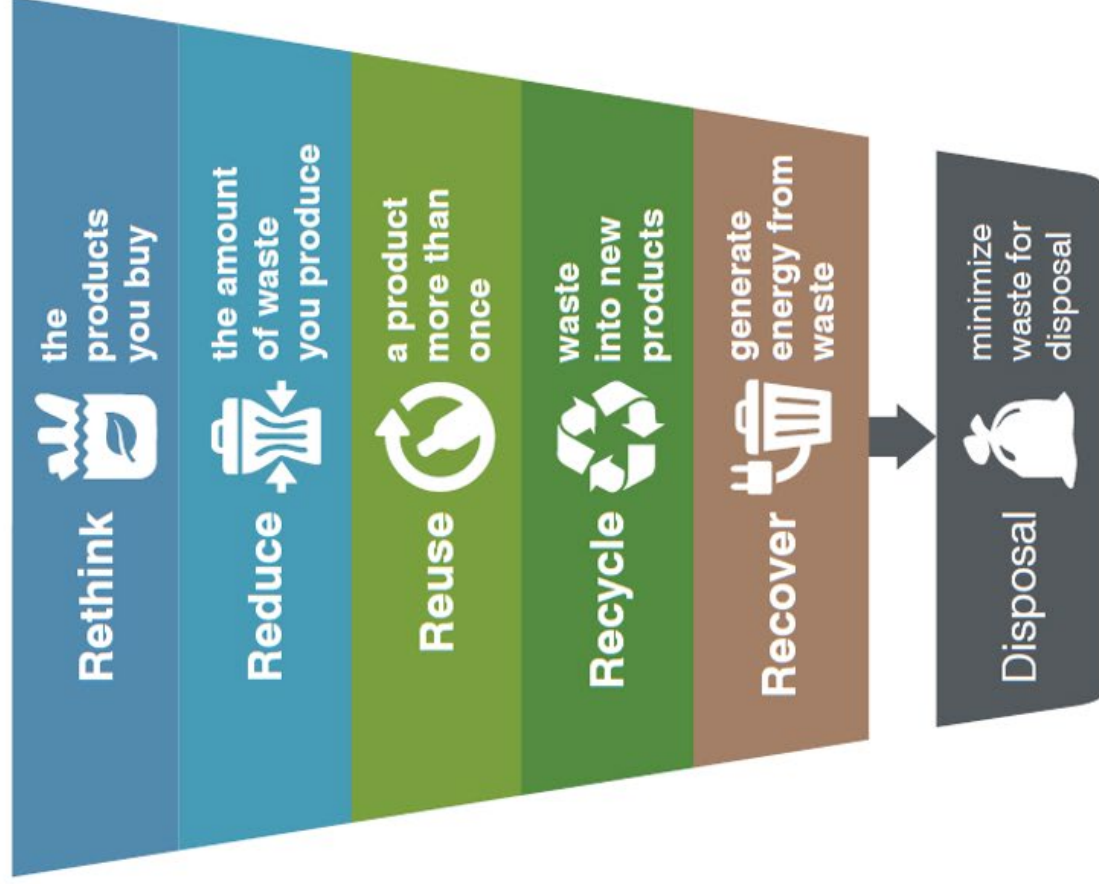 Rethink
the
products
you buy
Reduce
the amount
of waste
you produce
Reuse
a product
more than
once
Recycle
waste
into new
products
Recover
generate
energy from
waste
Disposal
minimize
waste for
disposal